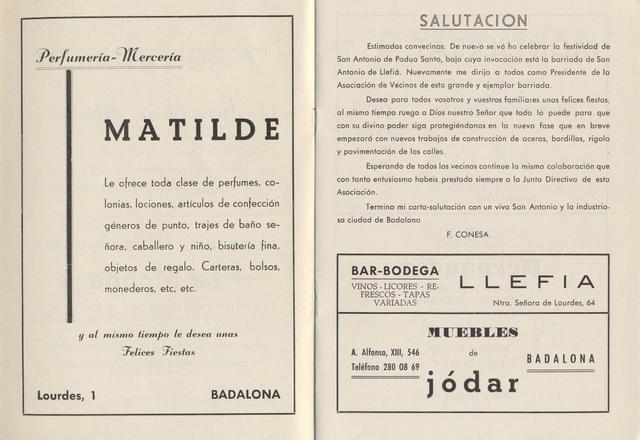 Perfumería-Mercería
MATILDE
Le ofrece toda clase de perfumes, co-
lonias, lociones, artículos de confección
géneros de punto, trajes de baño se-
ñora, caballero y niño, bisutería fina,
objetos de regalo. Carteras, bolsos,
monederos, etc, etc.
y al mismo tiempo le desea unas
Felices Fiestas
Lourdes, 1 BADALONA
SALUTACION
Estimados convecinos: De nuevo se vá ha celebrar la festividad de
San Antonio de Padua Santo, bajo cuya invocación está la barriada de San
Antonio de Llefiá. Nuevamente me dirijo a todos como Presidente de la
Asociación de Vecinos de esta grande y ejemplar barriada.
Deseo para todos vosotros y vuestros familiares unas felices fiestas,
al mismo tiempo ruego a Dios nuestro Señor que todo lo puede para que
con su divina poder siga protegiéndonos en la nueva fase que en breve
empezará con nuevos trabajos de construcción de aceras, bordillos, rigola
y pavimentación de las calles.
Esperando de todos los vecinos continue la misma colaboración que
con tanto entusiasmo habeis prestado siempre a la Junta Directiva de esta
Asociación.
Termino mi carta-salutación con un viva San Antonio y la industrio-
sa ciudad de Badalona
F. CONESA
BAR-BODEGA
VINOS - LICORES - RE-
FRESCOS - TAPAS
VARIADAS
LLEFIA
Ntra. Señora de Lourdes, 64
MUEBLES
A. Alfonso, XIII, 546 de BADALONA
Teléfono 280 08 69
jódar